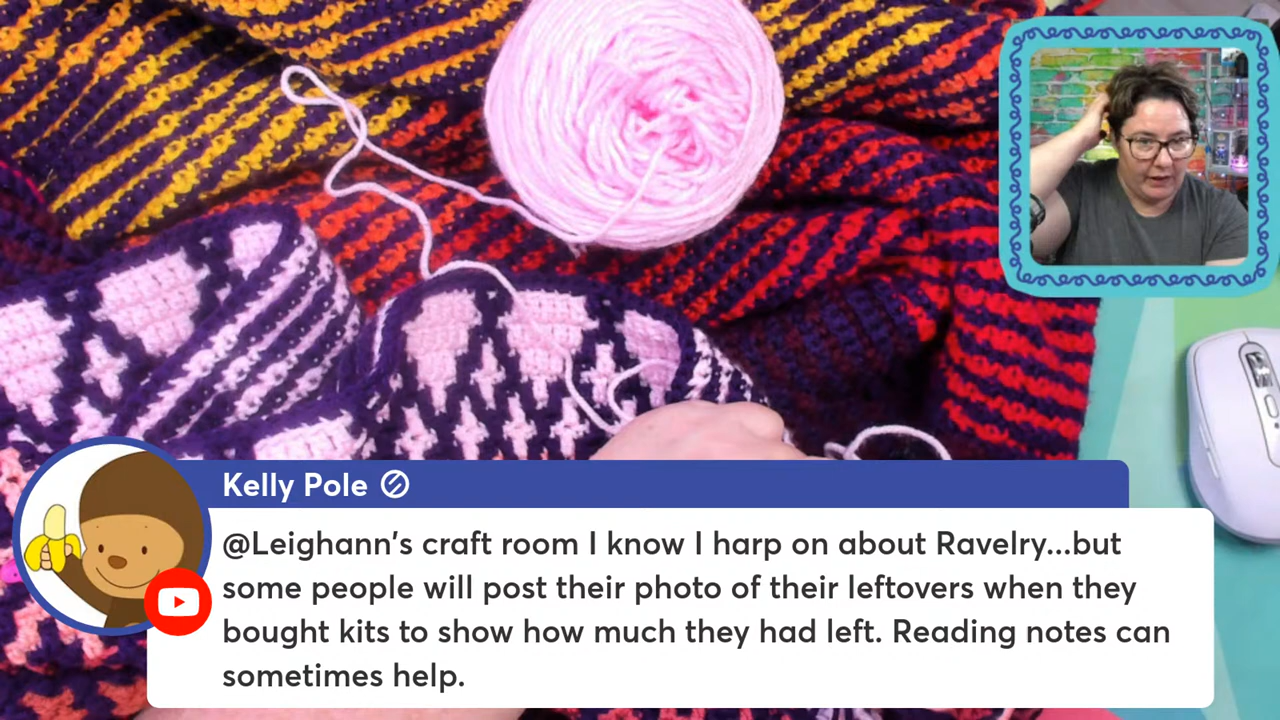 Kelly Pole
@Leighann's craft room I know I harp on about Ravelry...but
some people will post their photo of their leftovers when they
bought kits to show how much they had left. Reading notes can
sometimes help.